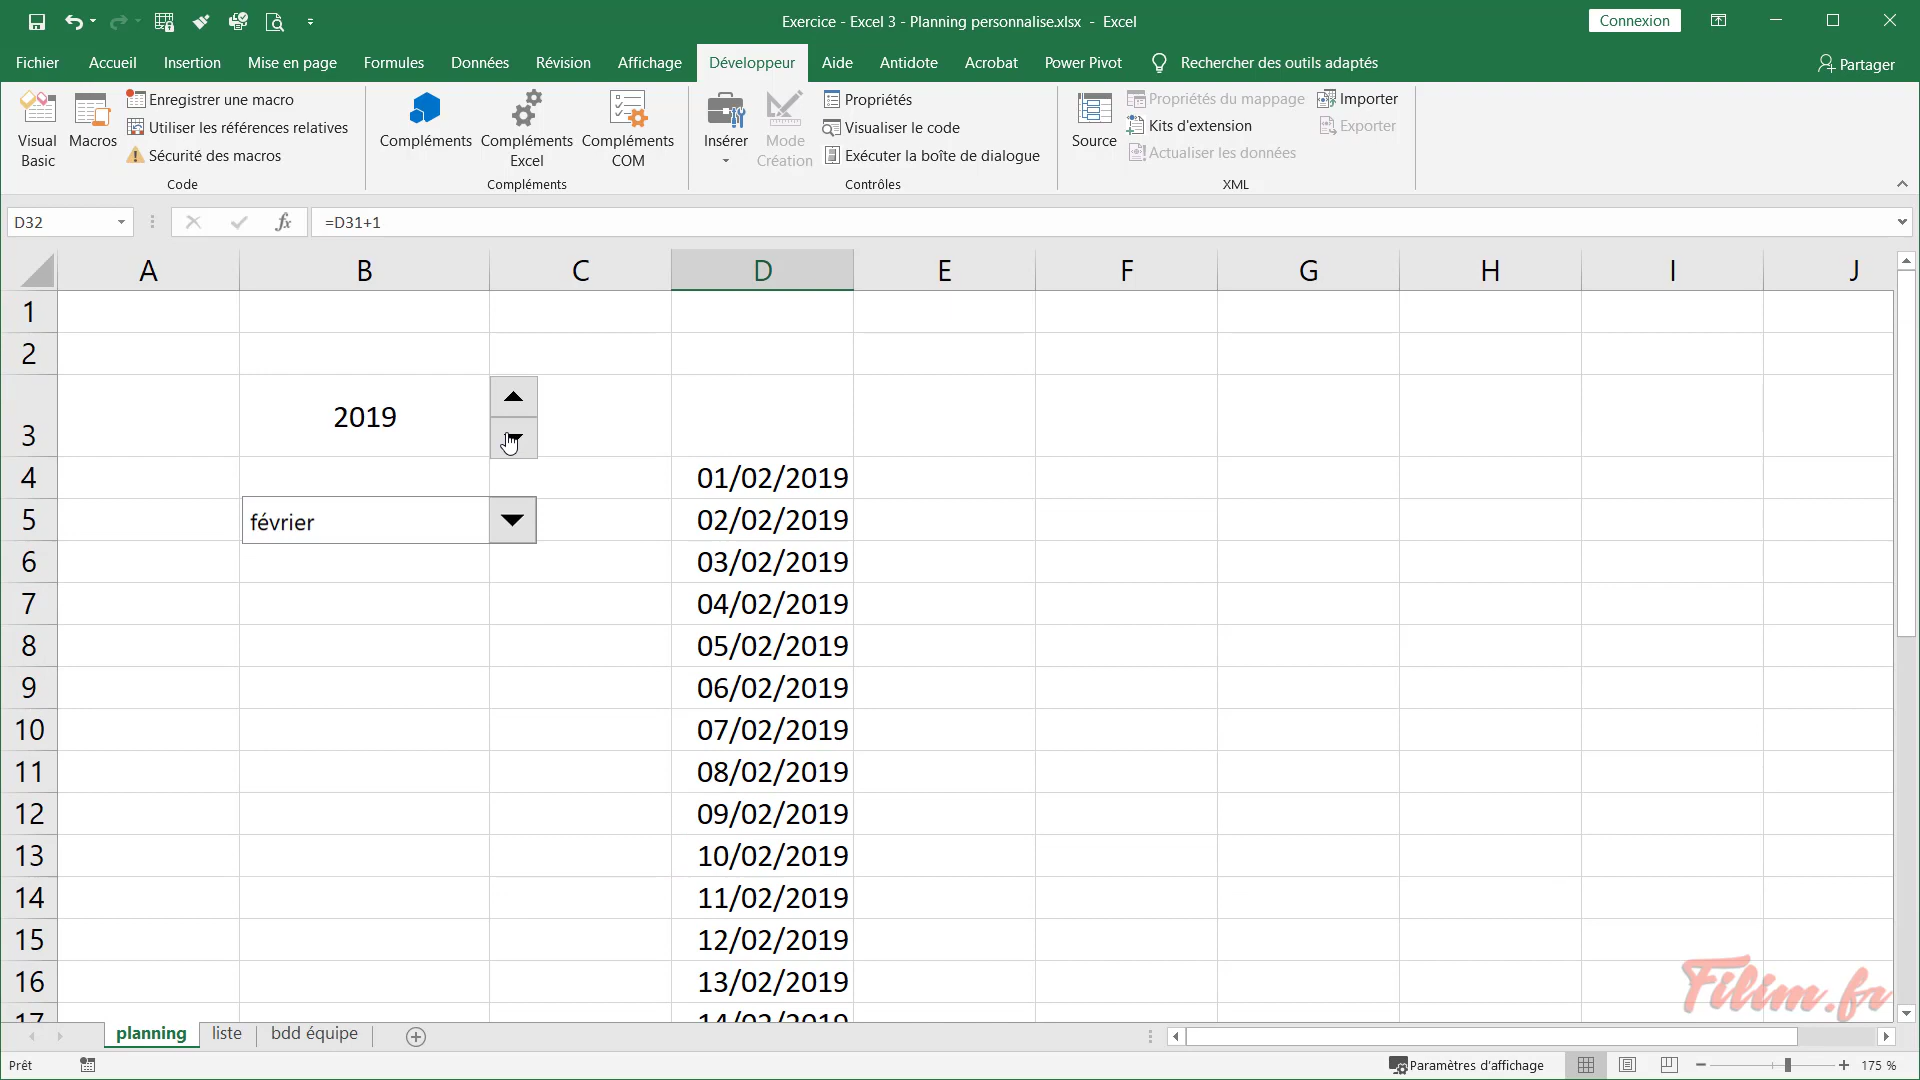 Exercice - Excel 3 - Planning personnalise.xlsx - Excel
Connexion
Fichier Accueil Insertion Mise en page Formules Données Révision Affichage Développeur Aide Antidote Acrobat Power Pivot Rechercher des outils adaptés Partager
Visual Basic
Macros
Enregistrer une macro
Utiliser les références relatives
Sécurité des macros
Code
Compléments
Compléments Excel
Compléments COM
Compléments
Insérer
Mode Création
Propriétés
Visualiser le code
Exécuter la boîte de dialogue
Contrôles
Source
Propriétés du mappage
Kits d'extension
Actualiser les données
Importer
Exporter
XML
D32 fx =D31+1
A B C D E F G H I J
1
2
3 2019
4 01/02/2019
5 février 02/02/2019
6 03/02/2019
7 04/02/2019
8 05/02/2019
9 06/02/2019
10 07/02/2019
11 08/02/2019
12 09/02/2019
13 10/02/2019
14 11/02/2019
15 12/02/2019
16 13/02/2019
17 14/02/2019
Filim.fr
planning liste bdd équipe
Prêt Paramètres d'affichage 175 %